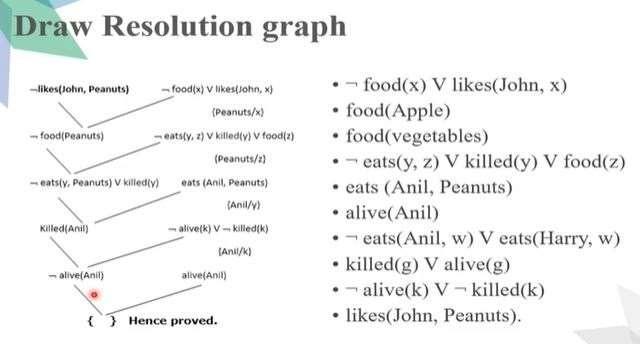 Draw Resolution graph
¬likes(John, Peanuts)
¬ food(x) V likes(John, x)
{Peanuts/x}
¬ food(Peanuts)
¬ eats(y, z) V killed(y) V food(z)
{Peanuts/z}
¬ eats(y, Peanuts) V killed(y)
eats (Anil, Peanuts)
{Anil/y}
Killed(Anil)
¬ alive(k) V ¬ killed(k)
{Anil/k}
¬ alive(Anil)
alive(Anil)
{ } Hence proved.
• ¬ food(x) V likes(John, x)
• food(Apple)
• food(vegetables)
• ¬ eats(y, z) V killed(y) V food(z)
• eats (Anil, Peanuts)
• alive(Anil)
• ¬ eats(Anil, w) V eats(Harry, w)
• killed(g) V alive(g)
• ¬ alive(k) V ¬ killed(k)
• likes(John, Peanuts).